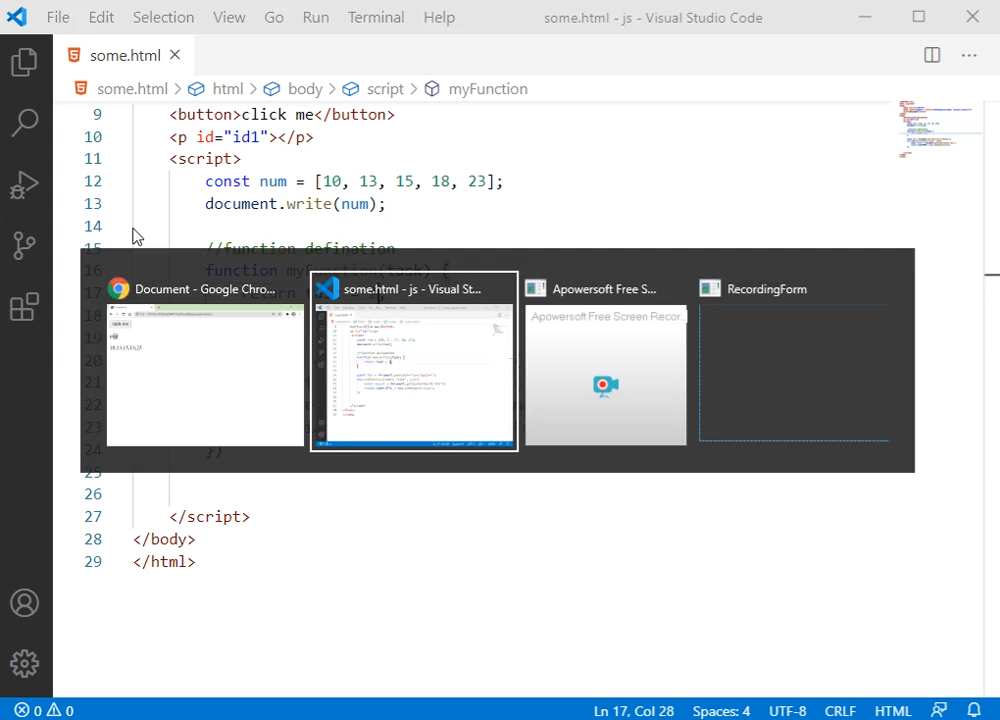 File Edit Selection View Go Run Terminal Help some.html - js - Visual Studio Code
some.html
some.html > html > body > script > myFunction
9 <button>click me</button>
10 <p id="id1"></p>
11 <script>
12 const num = [10, 13, 15, 18, 23];
13 document.write(num);
14
15 //function defination
16 function myFunction(task) {
17 return
18
Document - Google Chro...
some.html - js - Visual St...
Apowersoft Free S...
RecordingForm
Apowersoft Free Screen Recor...
19
20
21
22
23
24 })
25
26
27 </script>
28 </body>
29 </html>
0 0 Ln 17, Col 28 Spaces: 4 UTF-8 CRLF HTML